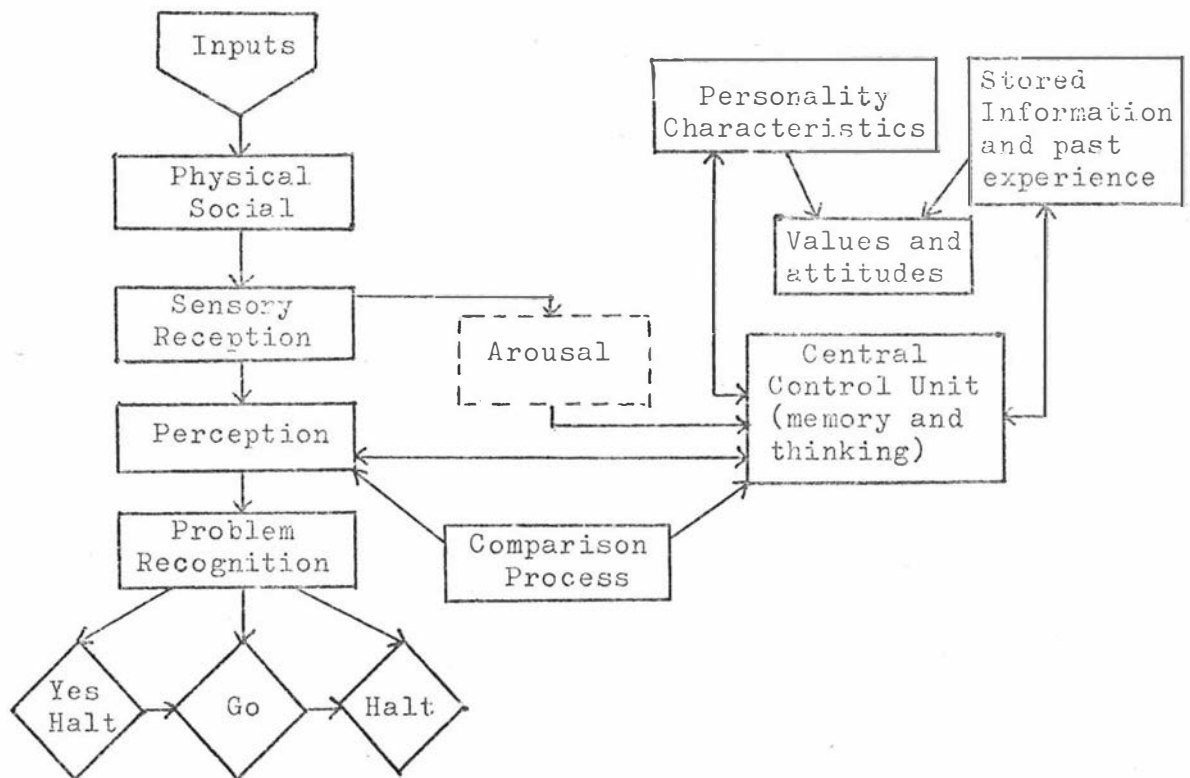 Inputs
Physical
Social
Sensory
Reception
Perception
Problem
Recognition
Yes
Halt
Go
Halt
Arousal
Comparison
Process
Personality
Characteristics
Stored
Information
and past
experience
Values and
attitudes
Central
Control Unit
(memory and
thinking)